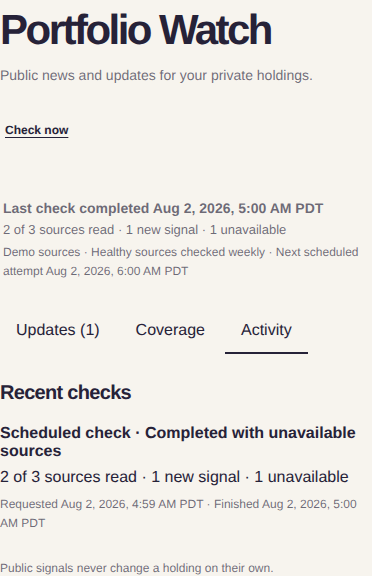 Portfolio Watch
Public news and updates for your private holdings.
Check now
Last check completed Aug 2, 2026, 5:00 AM PDT
2 of 3 sources read · 1 new signal · 1 unavailable
Demo sources · Healthy sources checked weekly · Next scheduled
attempt Aug 2, 2026, 6:00 AM PDT
Updates (1) Coverage Activity
Recent checks
Scheduled check · Completed with unavailable
sources
2 of 3 sources read · 1 new signal · 1 unavailable
Requested Aug 2, 2026, 4:59 AM PDT · Finished Aug 2, 2026, 5:00
AM PDT
Public signals never change a holding on their own.